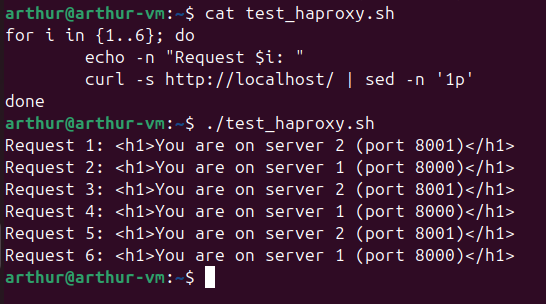 arthur@arthur-vm:~$ cat test_haproxy.sh
for i in {1..6}; do
        echo -n "Request $i: "
        curl -s http://localhost/ | sed -n '1p'
done
arthur@arthur-vm:~$ ./test_haproxy.sh
Request 1: <h1>You are on server 2 (port 8001)</h1>
Request 2: <h1>You are on server 1 (port 8000)</h1>
Request 3: <h1>You are on server 2 (port 8001)</h1>
Request 4: <h1>You are on server 1 (port 8000)</h1>
Request 5: <h1>You are on server 2 (port 8001)</h1>
Request 6: <h1>You are on server 1 (port 8000)</h1>
arthur@arthur-vm:~$